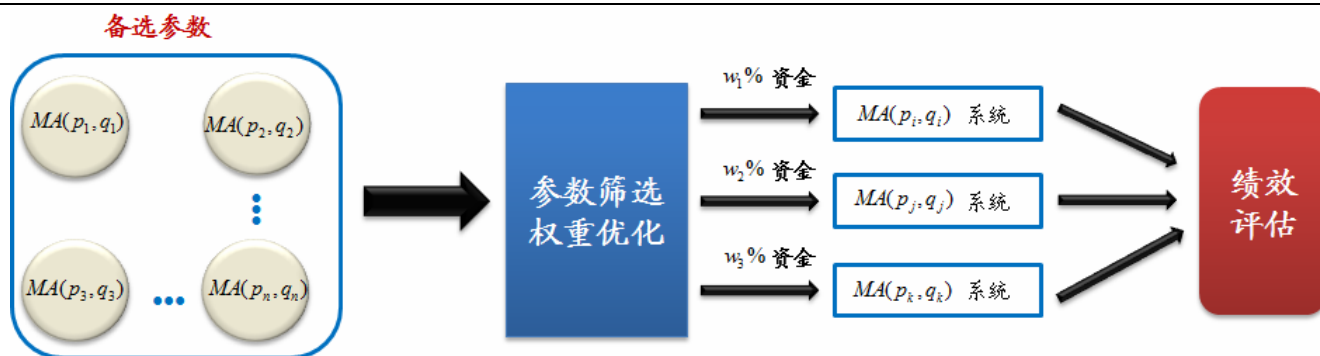 备选参数
MA(p₁,q₁)
MA(p₂,q₂)
MA(p₃,q₃)
MA(pₙ,qₙ)
参数筛选
权重优化
w₁% 资金
w₂% 资金
w₃% 资金
MA(pᵢ,qᵢ) 系统
MA(pⱼ,qⱼ) 系统
MA(pₖ,qₖ) 系统
绩效
评估